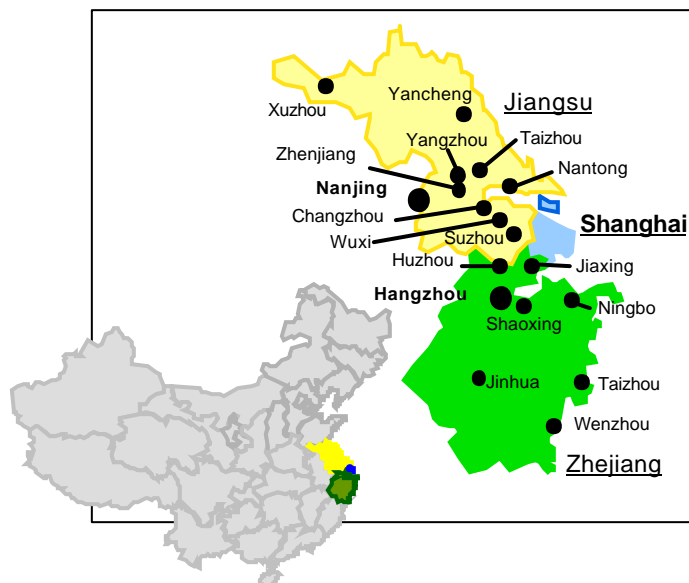 Yancheng
Jiangsu
Xuzhou
Yangzhou
Taizhou
Zhenjiang
Nantong
Nanjing
Changzhou
Shanghai
Wuxi
Suzhou
Huzhou
Jiaxing
Hangzhou
Ningbo
Shaoxing
Jinhua
Taizhou
Wenzhou
Zhejiang